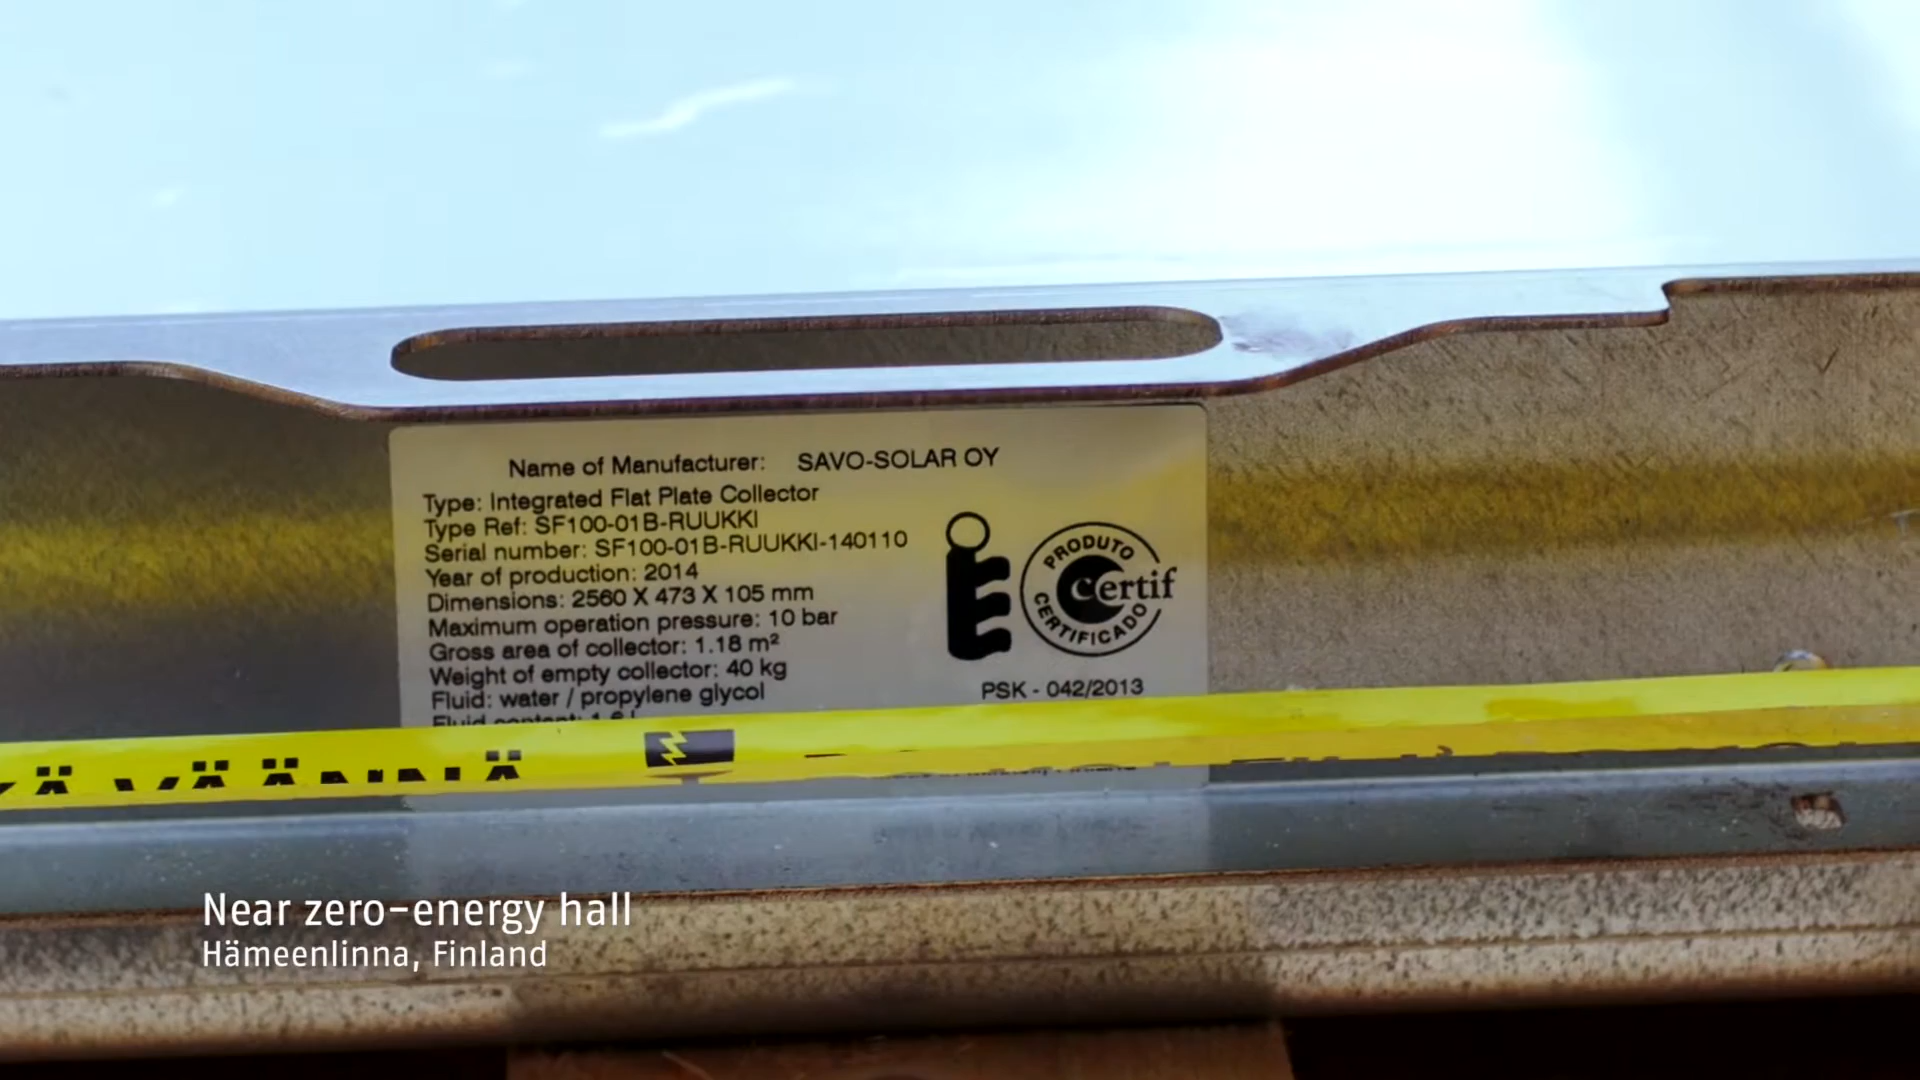 Name of Manufacturer: SAVO-SOLAR OY
Type: Integrated Flat Plate Collector
Type Ref: SF100-01B-RUUKKI
Serial number: SF100-01B-RUUKKI-140110
Year of production: 2014
Dimensions: 2560 X 473 X 105 mm
Maximum operation pressure: 10 bar
Gross area of collector: 1.18 m²
Weight of empty collector: 40 kg
Fluid: water / propylene glycol
Fluid content:
PRODUTO
certif
CERTIFICADO
PSK - 042/2013
Near zero-energy hall
Hämeenlinna, Finland